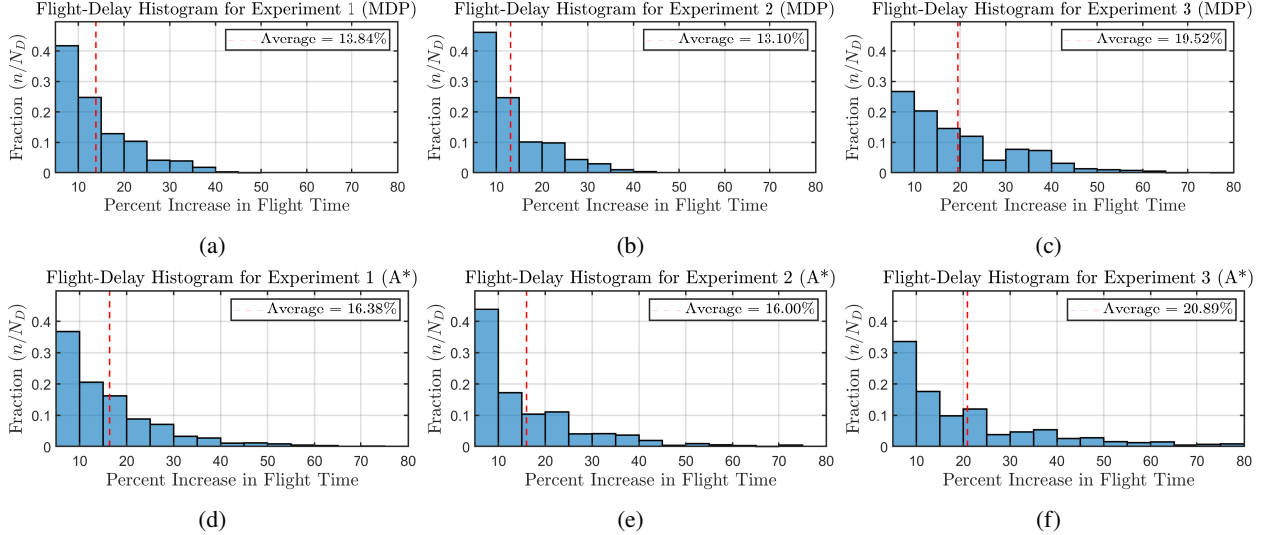 Flight-Delay Histogram for Experiment 1 (MDP)
Average = 13.84%
Fraction (n/N_D)
0.4
0.3
0.2
0.1
0
10 20 30 40 50 60 70 80
Percent Increase in Flight Time
(a)
Flight-Delay Histogram for Experiment 2 (MDP)
Average = 13.10%
Fraction (n/N_D)
0.4
0.3
0.2
0.1
0
10 20 30 40 50 60 70 80
Percent Increase in Flight Time
(b)
Flight-Delay Histogram for Experiment 3 (MDP)
Average = 19.52%
Fraction (n/N_D)
0.4
0.3
0.2
0.1
0
10 20 30 40 50 60 70 80
Percent Increase in Flight Time
(c)
Flight-Delay Histogram for Experiment 1 (A*)
Average = 16.38%
Fraction (n/N_D)
0.4
0.3
0.2
0.1
0
10 20 30 40 50 60 70 80
Percent Increase in Flight Time
(d)
Flight-Delay Histogram for Experiment 2 (A*)
Average = 16.00%
Fraction (n/N_D)
0.4
0.3
0.2
0.1
0
10 20 30 40 50 60 70 80
Percent Increase in Flight Time
(e)
Flight-Delay Histogram for Experiment 3 (A*)
Average = 20.89%
Fraction (n/N_D)
0.4
0.3
0.2
0.1
0
10 20 30 40 50 60 70 80
Percent Increase in Flight Time
(f)